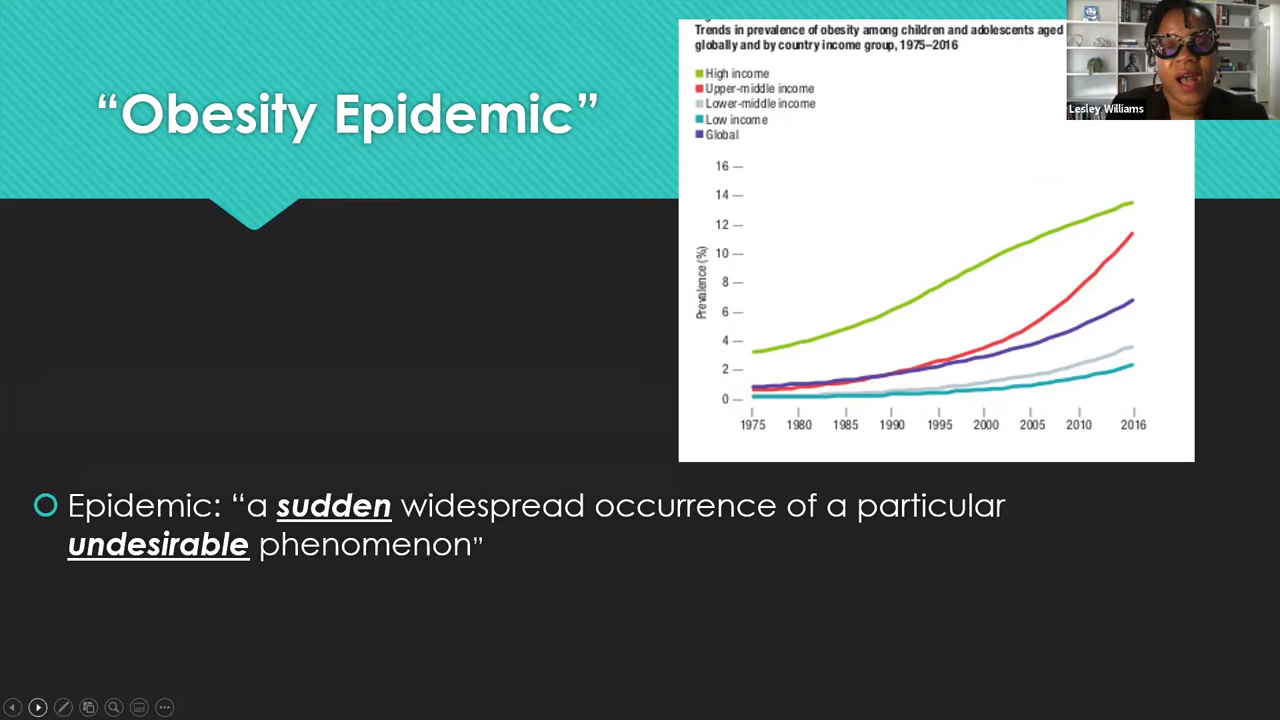 “Obesity Epidemic”
Trends in prevalence of obesity among children and adolescents aged
globally and by country income group, 1975–2016
High income
Upper-middle income
Lower-middle income
Low income
Global
Prevalence (%)
16
14
12
10
8
6
4
2
0
1975 1980 1985 1990 1995 2000 2005 2010 2016
Lesley Williams
Epidemic: “a sudden widespread occurrence of a particular
undesirable phenomenon”